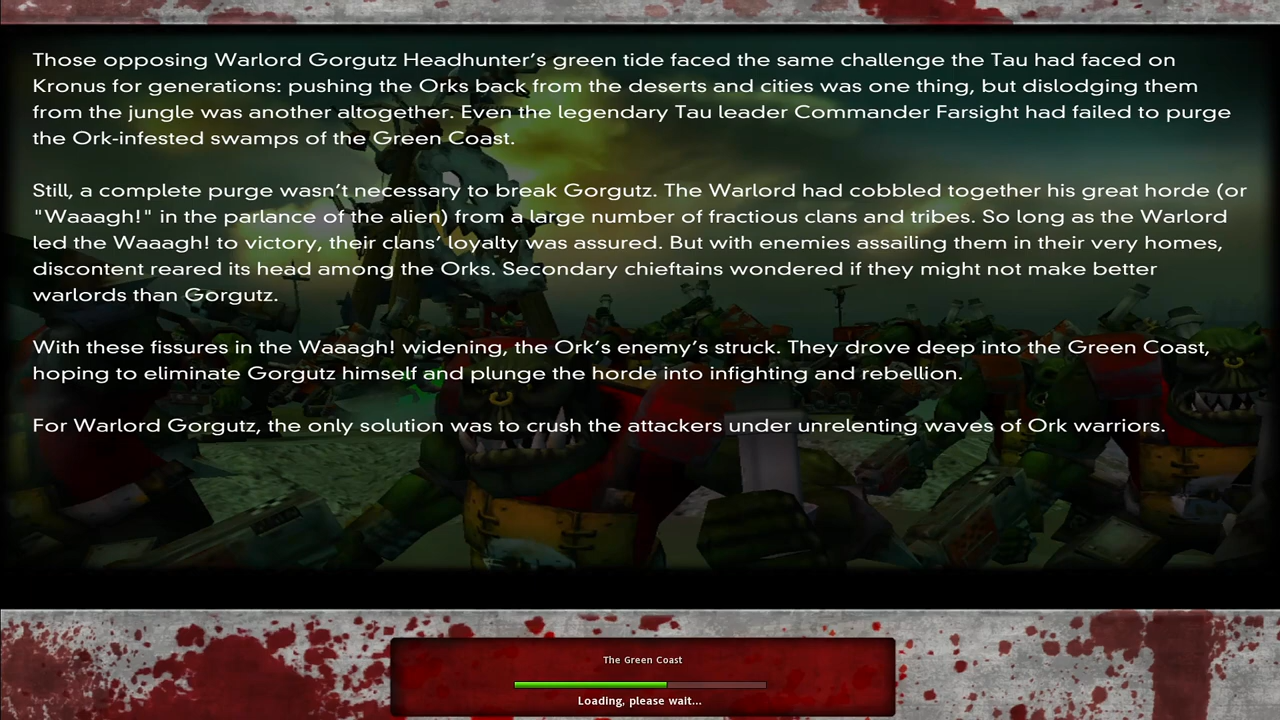 Those opposing Warlord Gorgutz Headhunter’s green tide faced the same challenge the Tau had faced on
Kronus for generations: pushing the Orks back from the deserts and cities was one thing, but dislodging them
from the jungle was another altogether. Even the legendary Tau leader Commander Farsight had failed to purge
the Ork-infested swamps of the Green Coast.
Still, a complete purge wasn’t necessary to break Gorgutz. The Warlord had cobbled together his great horde (or
"Waaagh!" in the parlance of the alien) from a large number of fractious clans and tribes. So long as the Warlord
led the Waaagh! to victory, their clans’ loyalty was assured. But with enemies assailing them in their very homes,
discontent reared its head among the Orks. Secondary chieftains wondered if they might not make better
warlords than Gorgutz.
With these fissures in the Waaagh! widening, the Ork’s enemy’s struck. They drove deep into the Green Coast,
hoping to eliminate Gorgutz himself and plunge the horde into infighting and rebellion.
For Warlord Gorgutz, the only solution was to crush the attackers under unrelenting waves of Ork warriors.
The Green Coast
Loading, please wait...